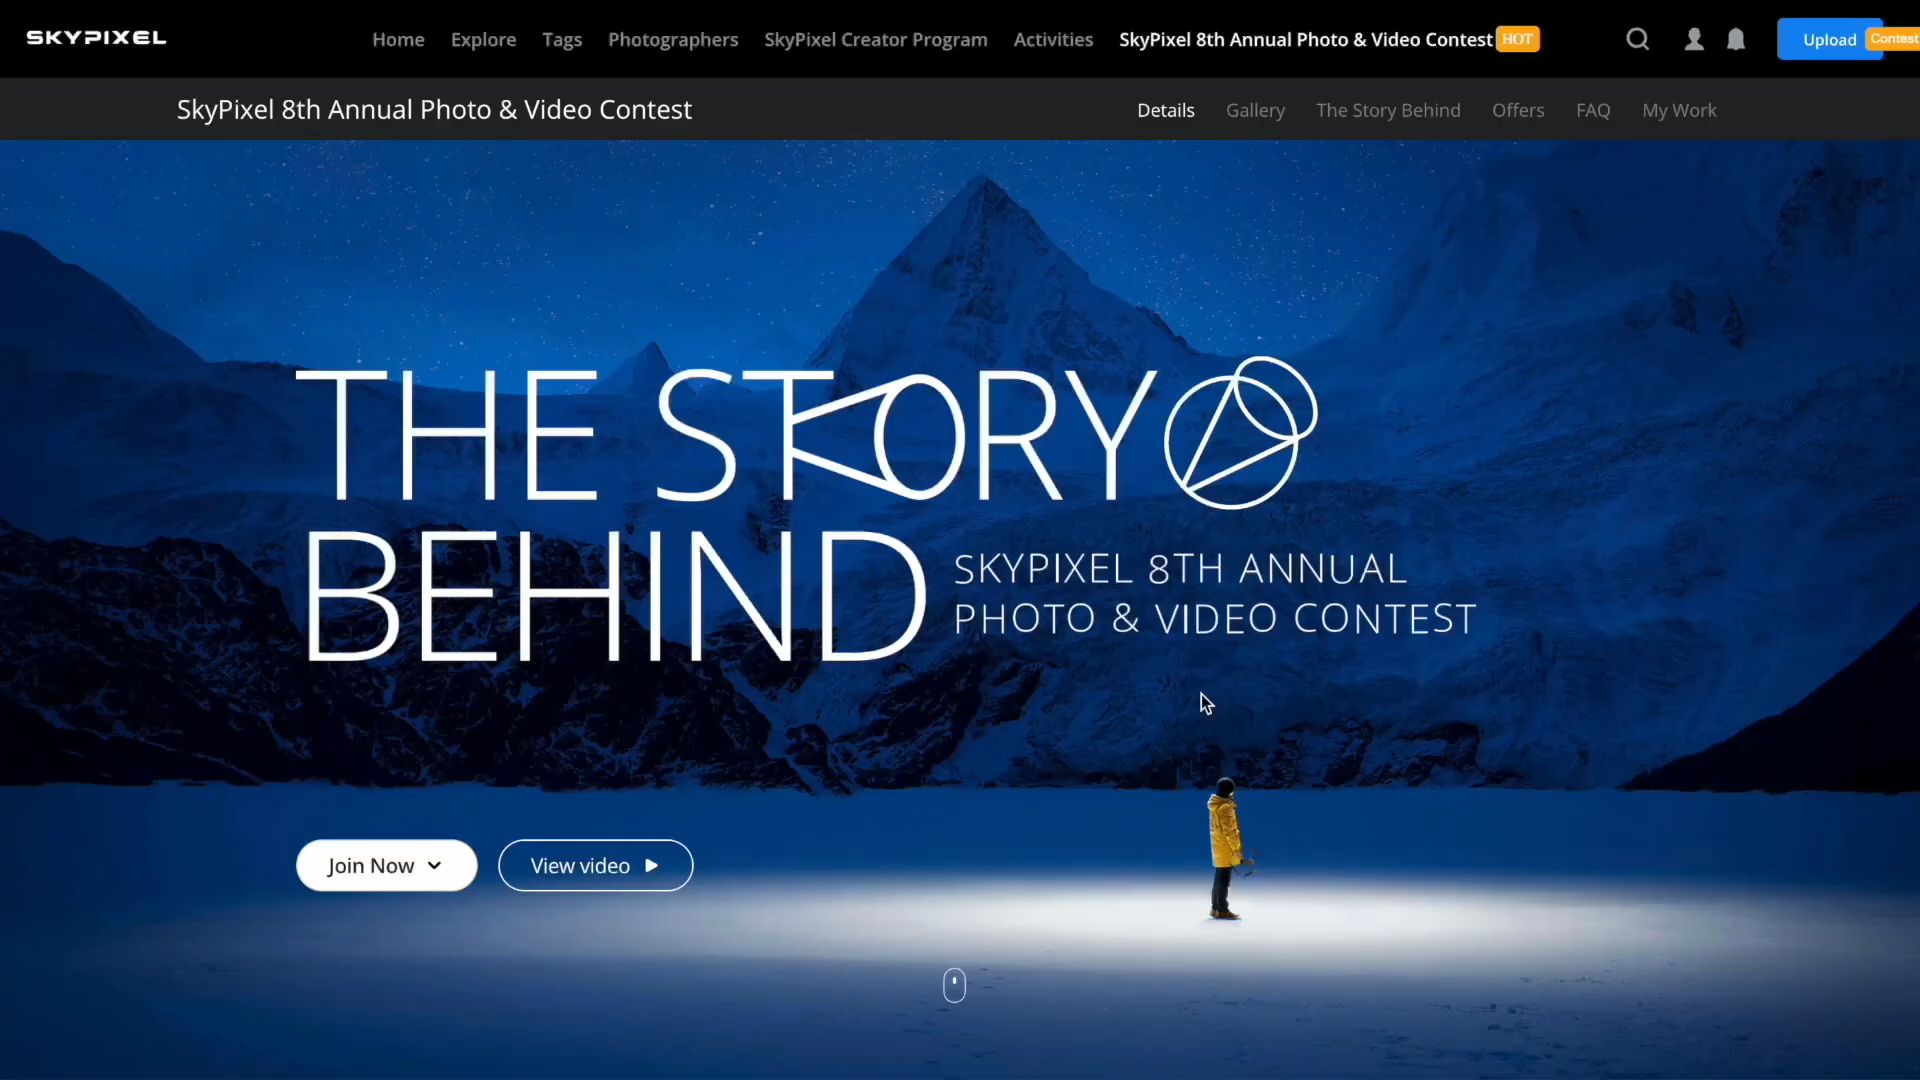 SKYPIXEL Home Explore Tags Photographers SkyPixel Creator Program Activities SkyPixel 8th Annual Photo & Video Contest HOT Upload Contest
SkyPixel 8th Annual Photo & Video Contest Details Gallery The Story Behind Offers FAQ My Work
THE STORY
BEHIND
SKYPIXEL 8TH ANNUAL
PHOTO & VIDEO CONTEST
Join Now View video